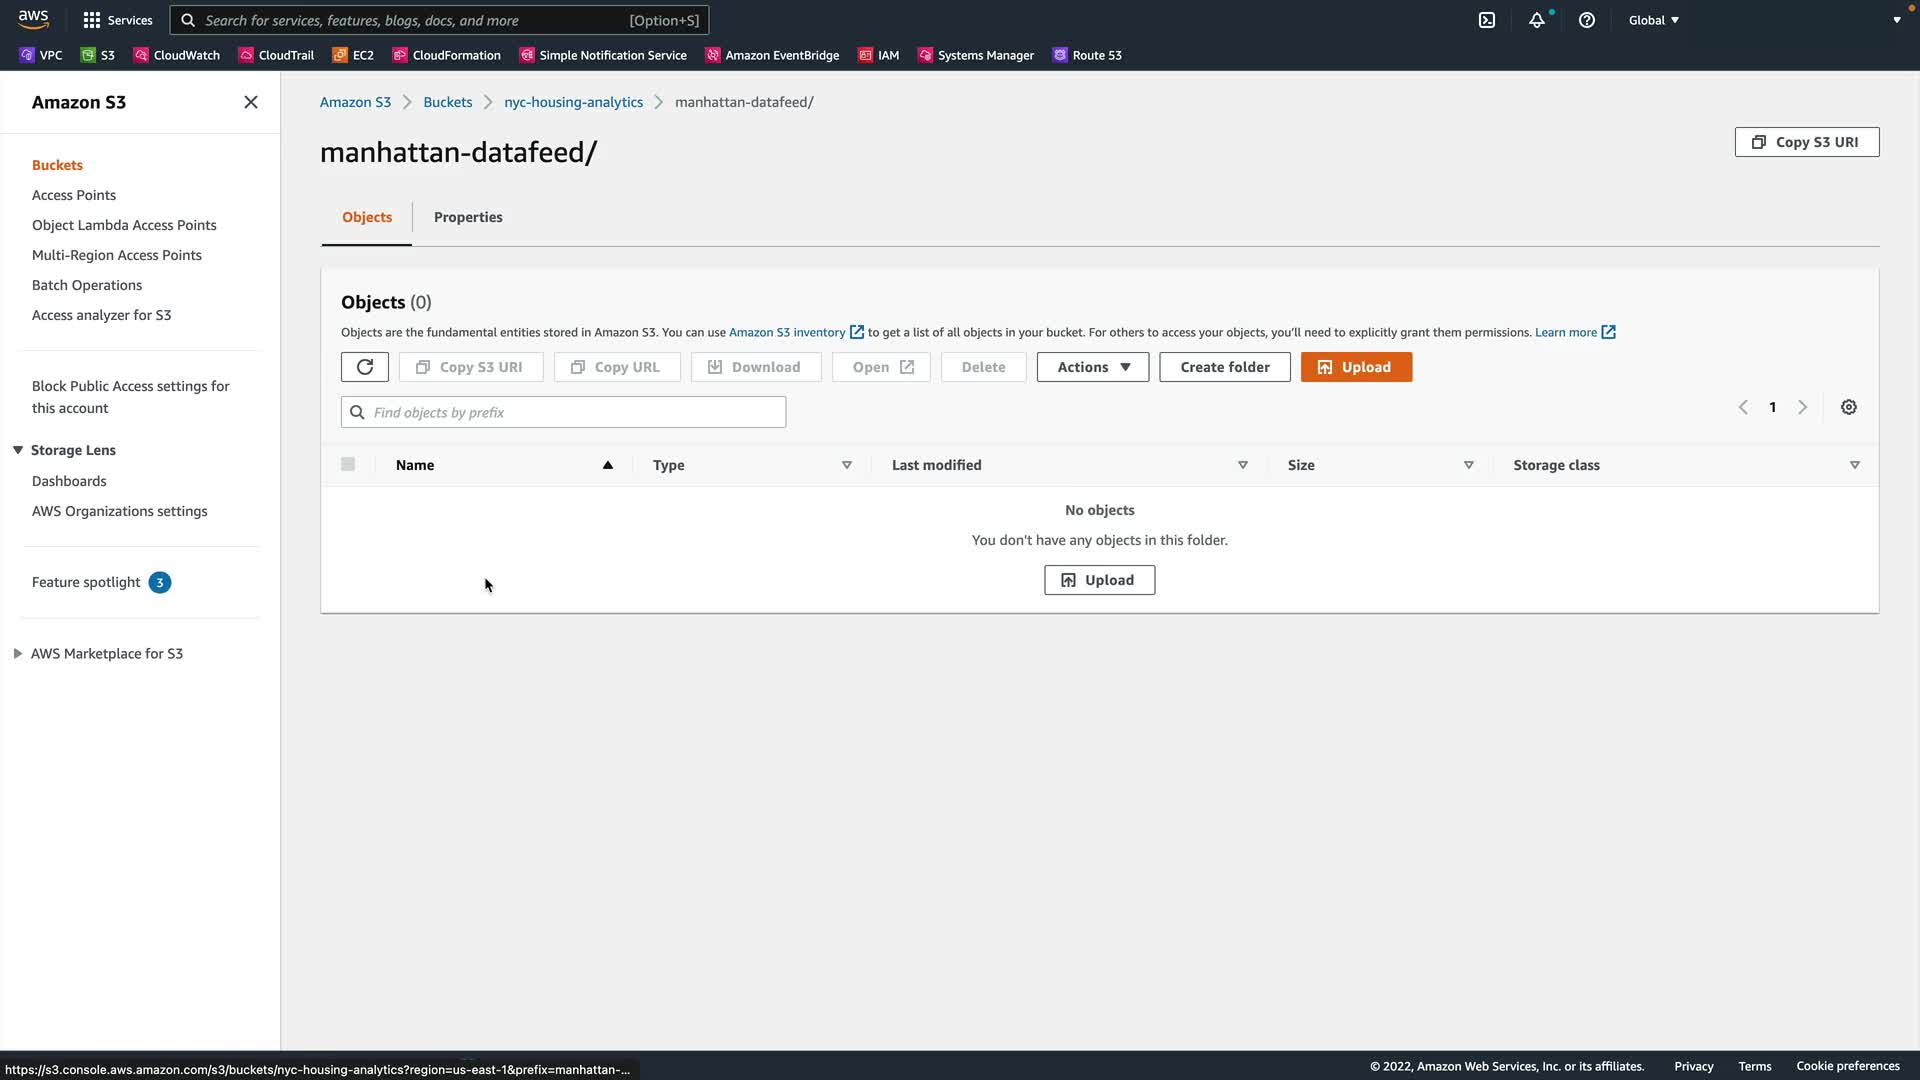 aws
Services
Search for services, features, blogs, docs, and more [Option+S]
Global
VPC S3 CloudWatch CloudTrail EC2 CloudFormation Simple Notification Service Amazon EventBridge IAM Systems Manager Route 53
Amazon S3
Buckets
Access Points
Object Lambda Access Points
Multi-Region Access Points
Batch Operations
Access analyzer for S3
Block Public Access settings for
this account
Storage Lens
Dashboards
AWS Organizations settings
Feature spotlight 3
AWS Marketplace for S3
Amazon S3 Buckets nyc-housing-analytics manhattan-datafeed/
manhattan-datafeed/
Copy S3 URI
Objects Properties
Objects (0)
Objects are the fundamental entities stored in Amazon S3. You can use Amazon S3 inventory to get a list of all objects in your bucket. For others to access your objects, you'll need to explicitly grant them permissions. Learn more
Copy S3 URI Copy URL Download Open Delete Actions Create folder Upload
Find objects by prefix
1
Name Type Last modified Size Storage class
No objects
You don't have any objects in this folder.
Upload
https://s3.console.aws.amazon.com/s3/buckets/nyc-housing-analytics?region=us-east-1&prefix=manhattan-...
© 2022, Amazon Web Services, Inc. or its affiliates. Privacy Terms Cookie preferences